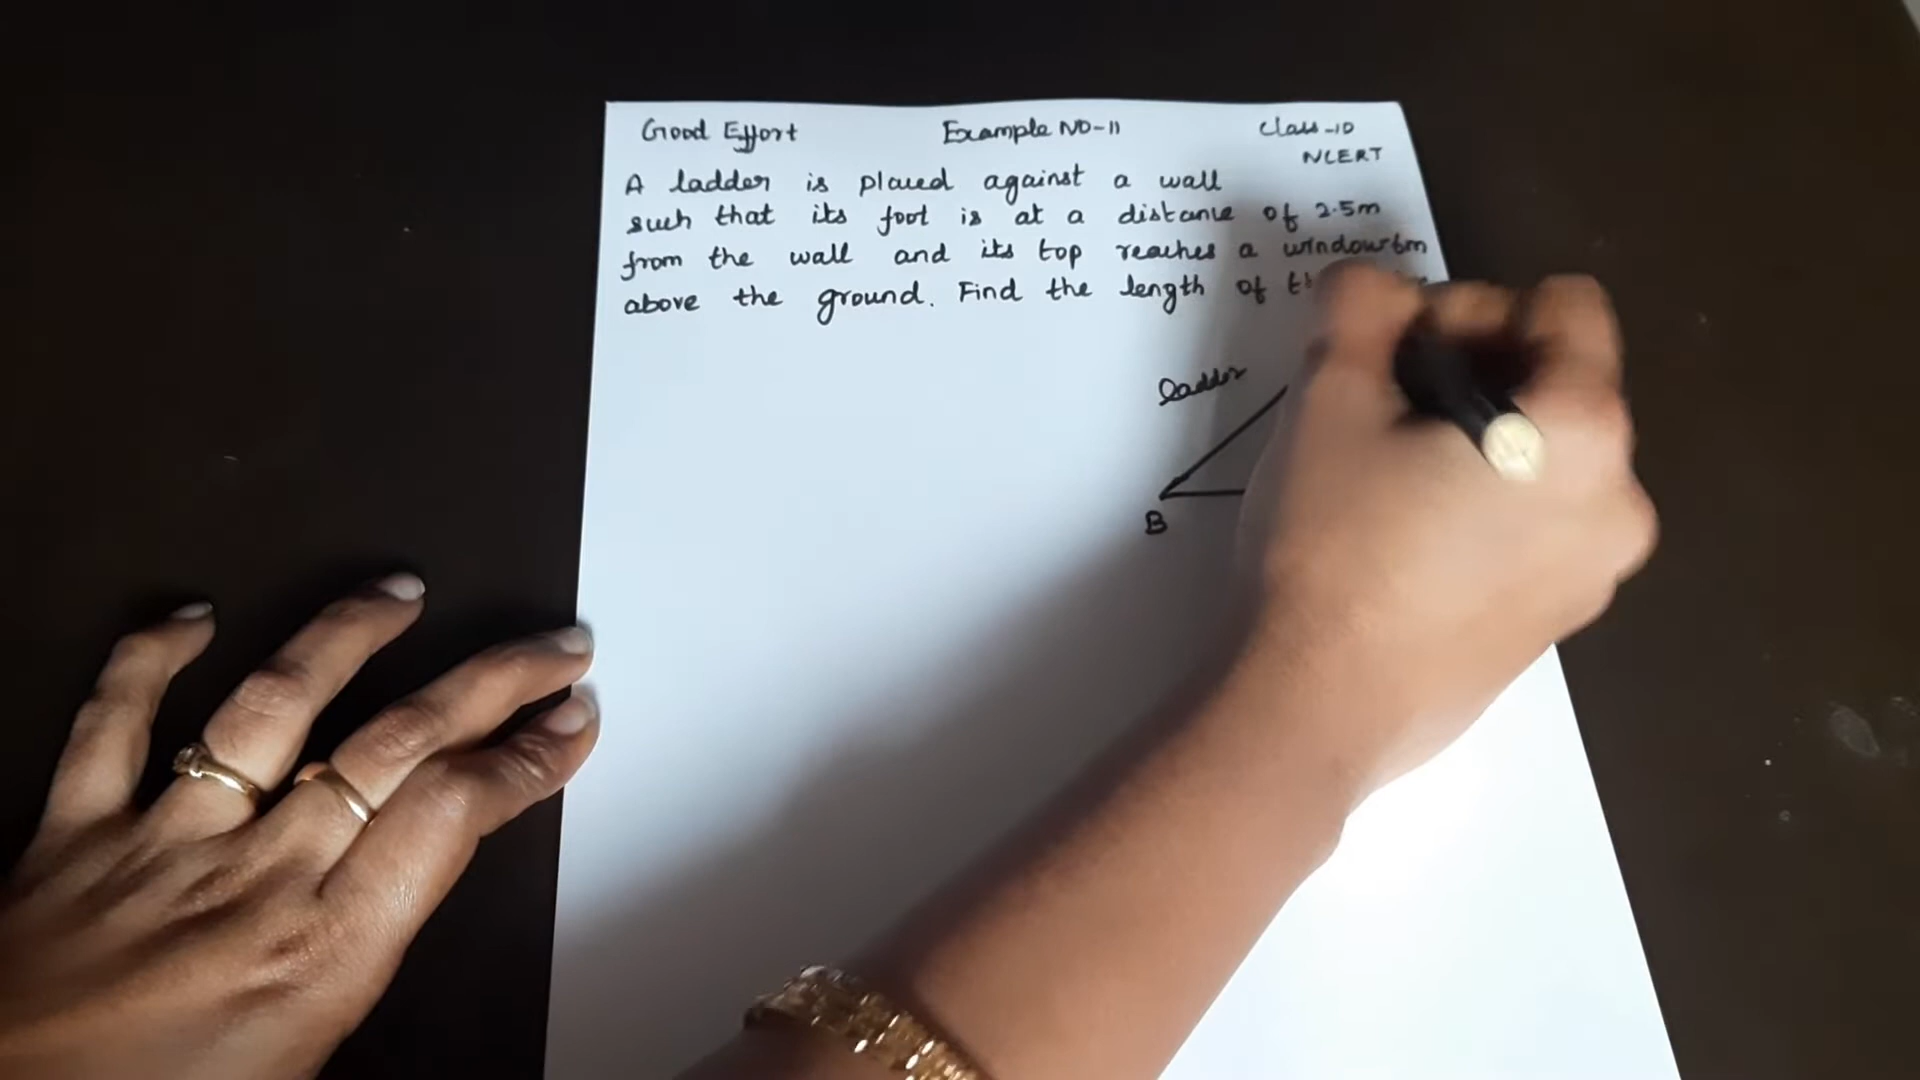 Good Effort Example NO-11 Class-10
NCERT
A ladder is placed against a wall
such that its foot is at a distance of 2.5m
from the wall and its top reaches a window 6m
above the ground. Find the length of
ladder
B